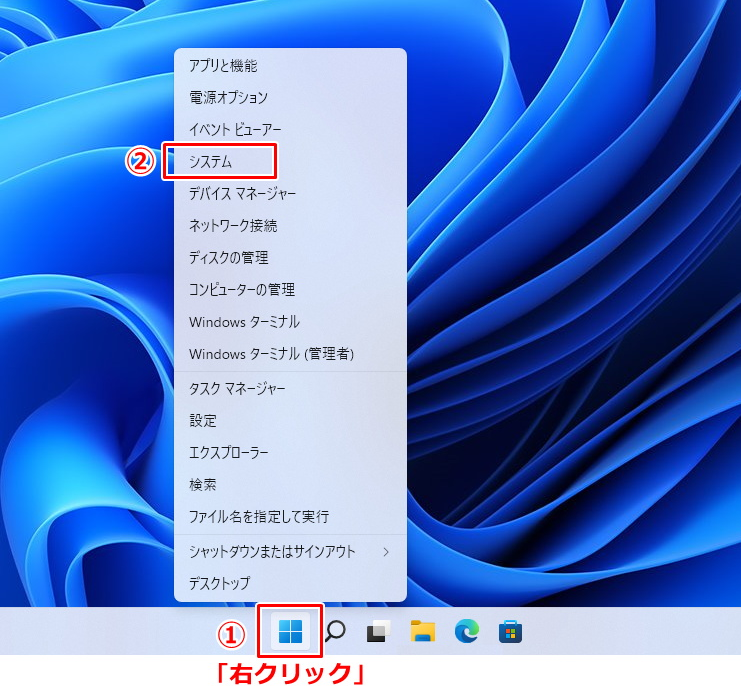 アプリと機能
電源オプション
イベント ビューアー
② システム
デバイス マネージャー
ネットワーク接続
ディスクの管理
コンピューターの管理
Windows ターミナル
Windows ターミナル (管理者)
タスク マネージャー
設定
エクスプローラー
検索
ファイル名を指定して実行
シャットダウンまたはサインアウト
デスクトップ
①
「右クリック」